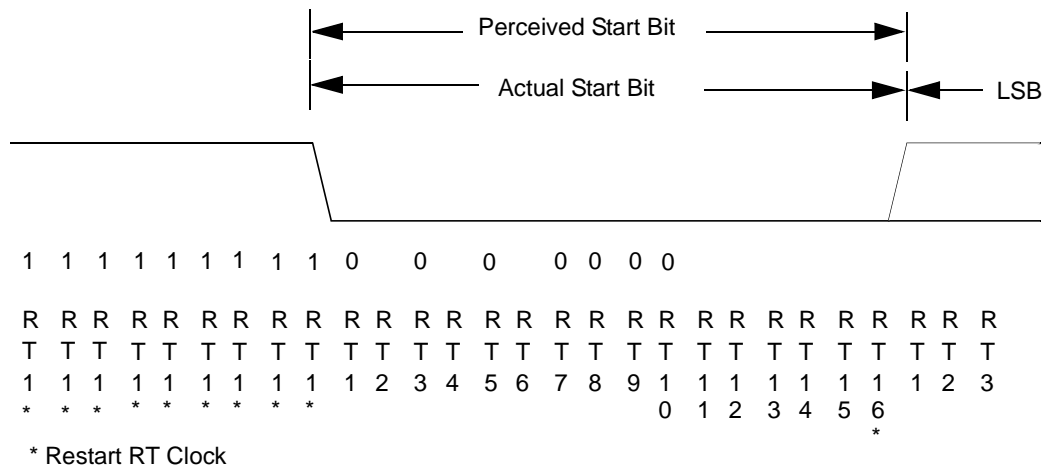 Perceived Start Bit
Actual Start Bit
LSB
1 1 1 1 1 1 1 1 1 0 0 0 0 0 0 0
R R R R R R R R R R R R R R R R R R R R R R R R R R R R
T T T T T T T T T T T T T T T T T T T T T T T T T T T T
1 1 1 1 1 1 1 1 1 1 2 3 4 5 6 7 8 9 1 1 1 1 1 1 1 1 2 3
* * * * * * * * * 0 1 2 3 4 5 6
*
* Restart RT Clock